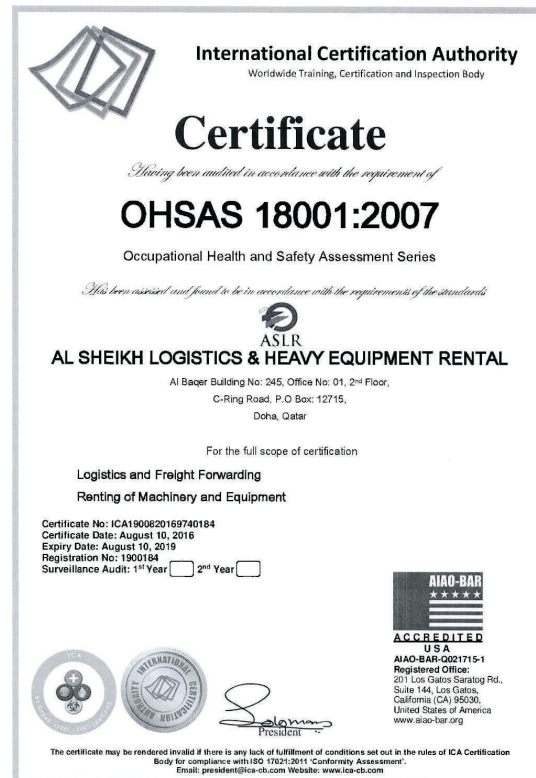 International Certification Authority
Worldwide Training, Certification and Inspection Body
Certificate
Having been audited in accordance with the requirement of
OHSAS 18001:2007
Occupational Health and Safety Assessment Series
Has been assessed and found to be in accordance with the requirements of the standards
ASLR
AL SHEIKH LOGISTICS & HEAVY EQUIPMENT RENTAL
Al Baqer Building No: 245, Office No: 01, 2nd Floor,
C-Ring Road, P.O Box: 12715,
Doha, Qatar
For the full scope of certification
Logistics and Freight Forwarding
Renting of Machinery and Equipment
Certificate No: ICA1900820169740184
Certificate Date: August 10, 2016
Expiry Date: August 10, 2019
Registration No: 1900184
Surveillance Audit: 1st Year 2nd Year
AIAO-BAR
ACCREDITED
USA
AIAO-BAR-Q021715-1
Registered Office:
201 Los Gatos Saratog Rd.,
Suite 144, Los Gatos,
California (CA) 95030,
United States of America
www.aiao-bar.org
ICA
INTERNATIONAL CERTIFICATION AUTHORITY
Solomon
President
The certificate may be rendered invalid if there is any lack of fulfillment of conditions set out in the rules of ICA Certification
Body for compliance with ISO 17021:2011 'Conformity Assessment'.
Email: president@ica-cb.com Website: www.ica-cb.com